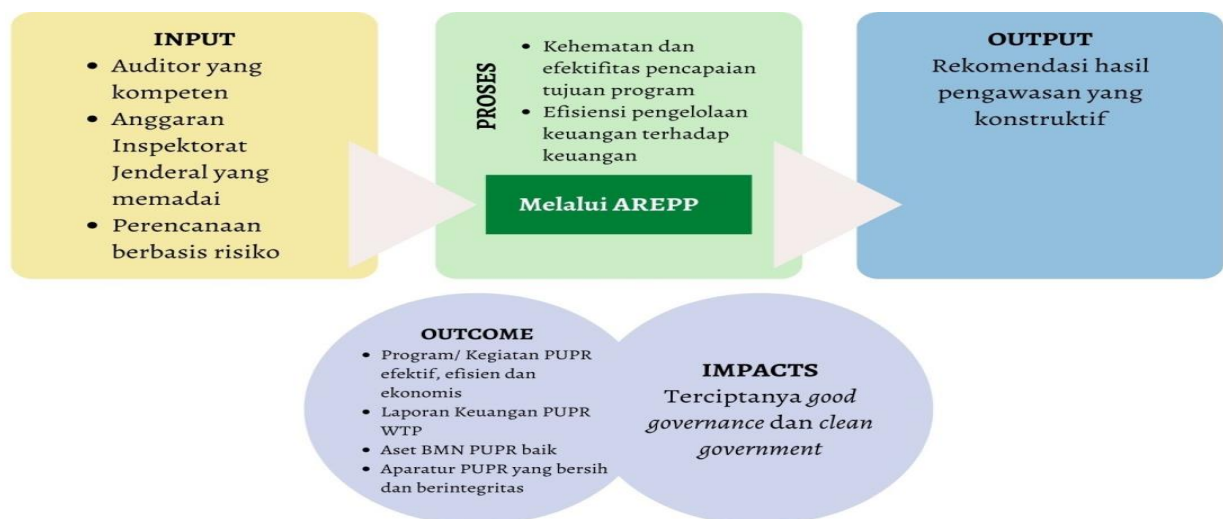 INPUT
• Auditor yang
kompeten
• Anggaran
Inspektorat
Jenderal yang
memadai
• Perencanaan
berbasis risiko
PROSES
• Kehematan dan
efektifitas pencapaian
tujuan program
• Efisiensi pengelolaan
keuangan terhadap
keuangan
Melalui AREPP
OUTPUT
Rekomendasi hasil
pengawasan yang
konstruktif
OUTCOME
• Program/ Kegiatan PUPR
efektif, efisien dan
ekonomis
• Laporan Keuangan PUPR
WTP
• Aset BMN PUPR baik
• Aparatur PUPR yang bersih
dan berintegritas
IMPACTS
Terciptanya good
governance dan clean
government